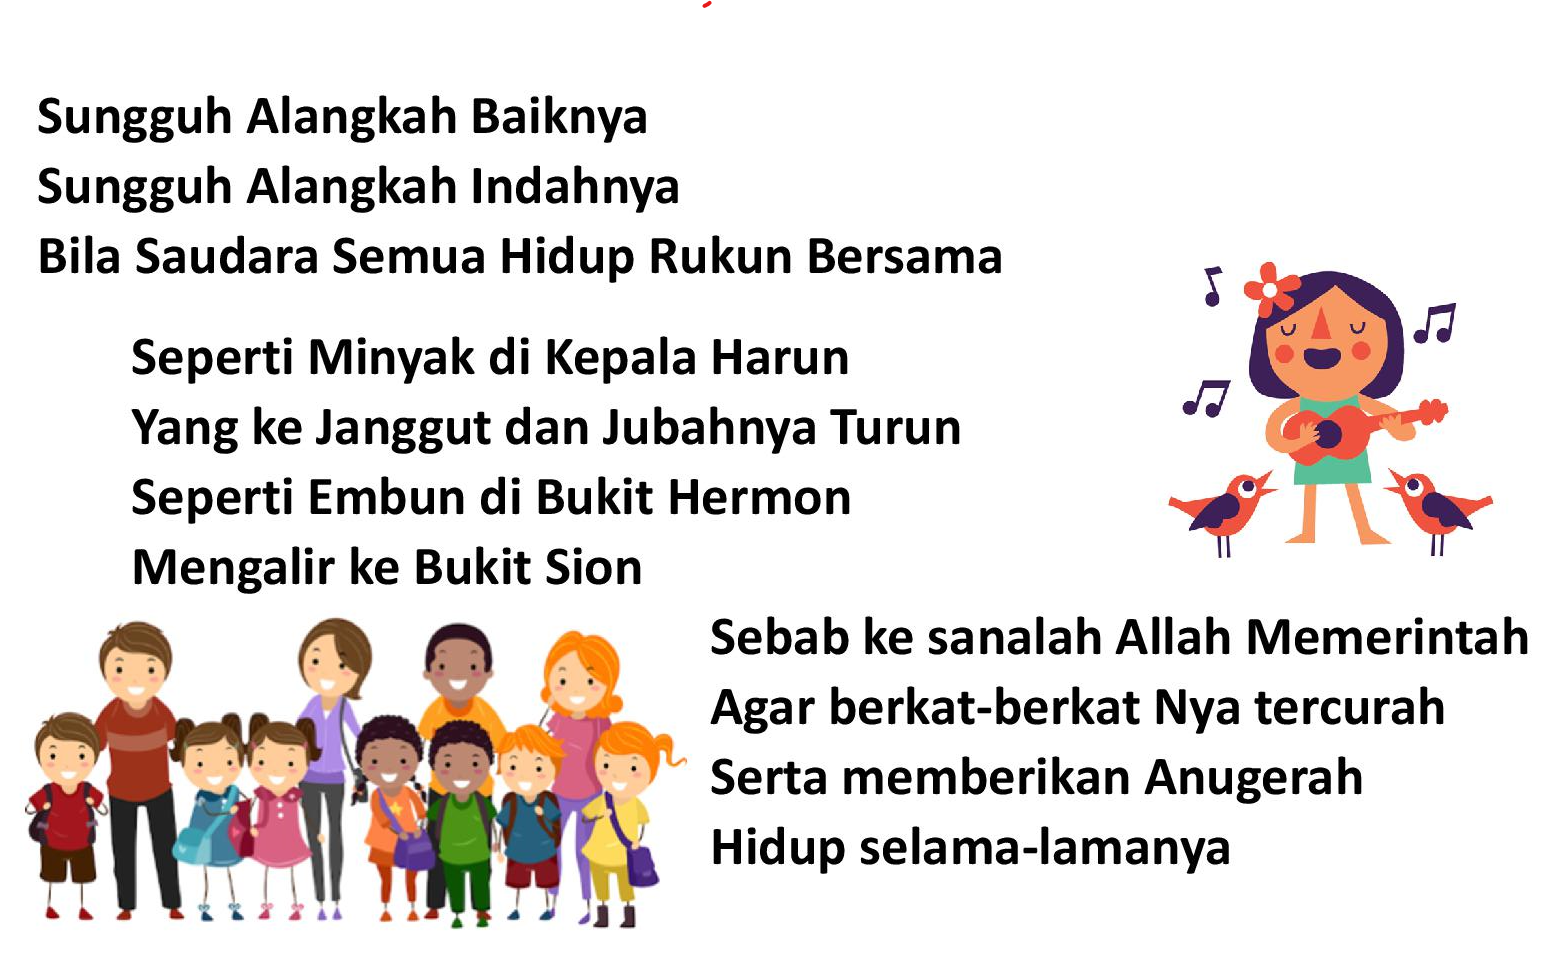 Sungguh Alangkah Baiknya
Sungguh Alangkah Indahnya
Bila Saudara Semua Hidup Rukun Bersama
Seperti Minyak di Kepala Harun
Yang ke Janggut dan Jubahnya Turun
Seperti Embun di Bukit Hermon
Mengalir ke Bukit Sion
Sebab ke sanalah Allah Memerintah
Agar berkat-berkat Nya tercurah
Serta memberikan Anugerah
Hidup selama-lamanya